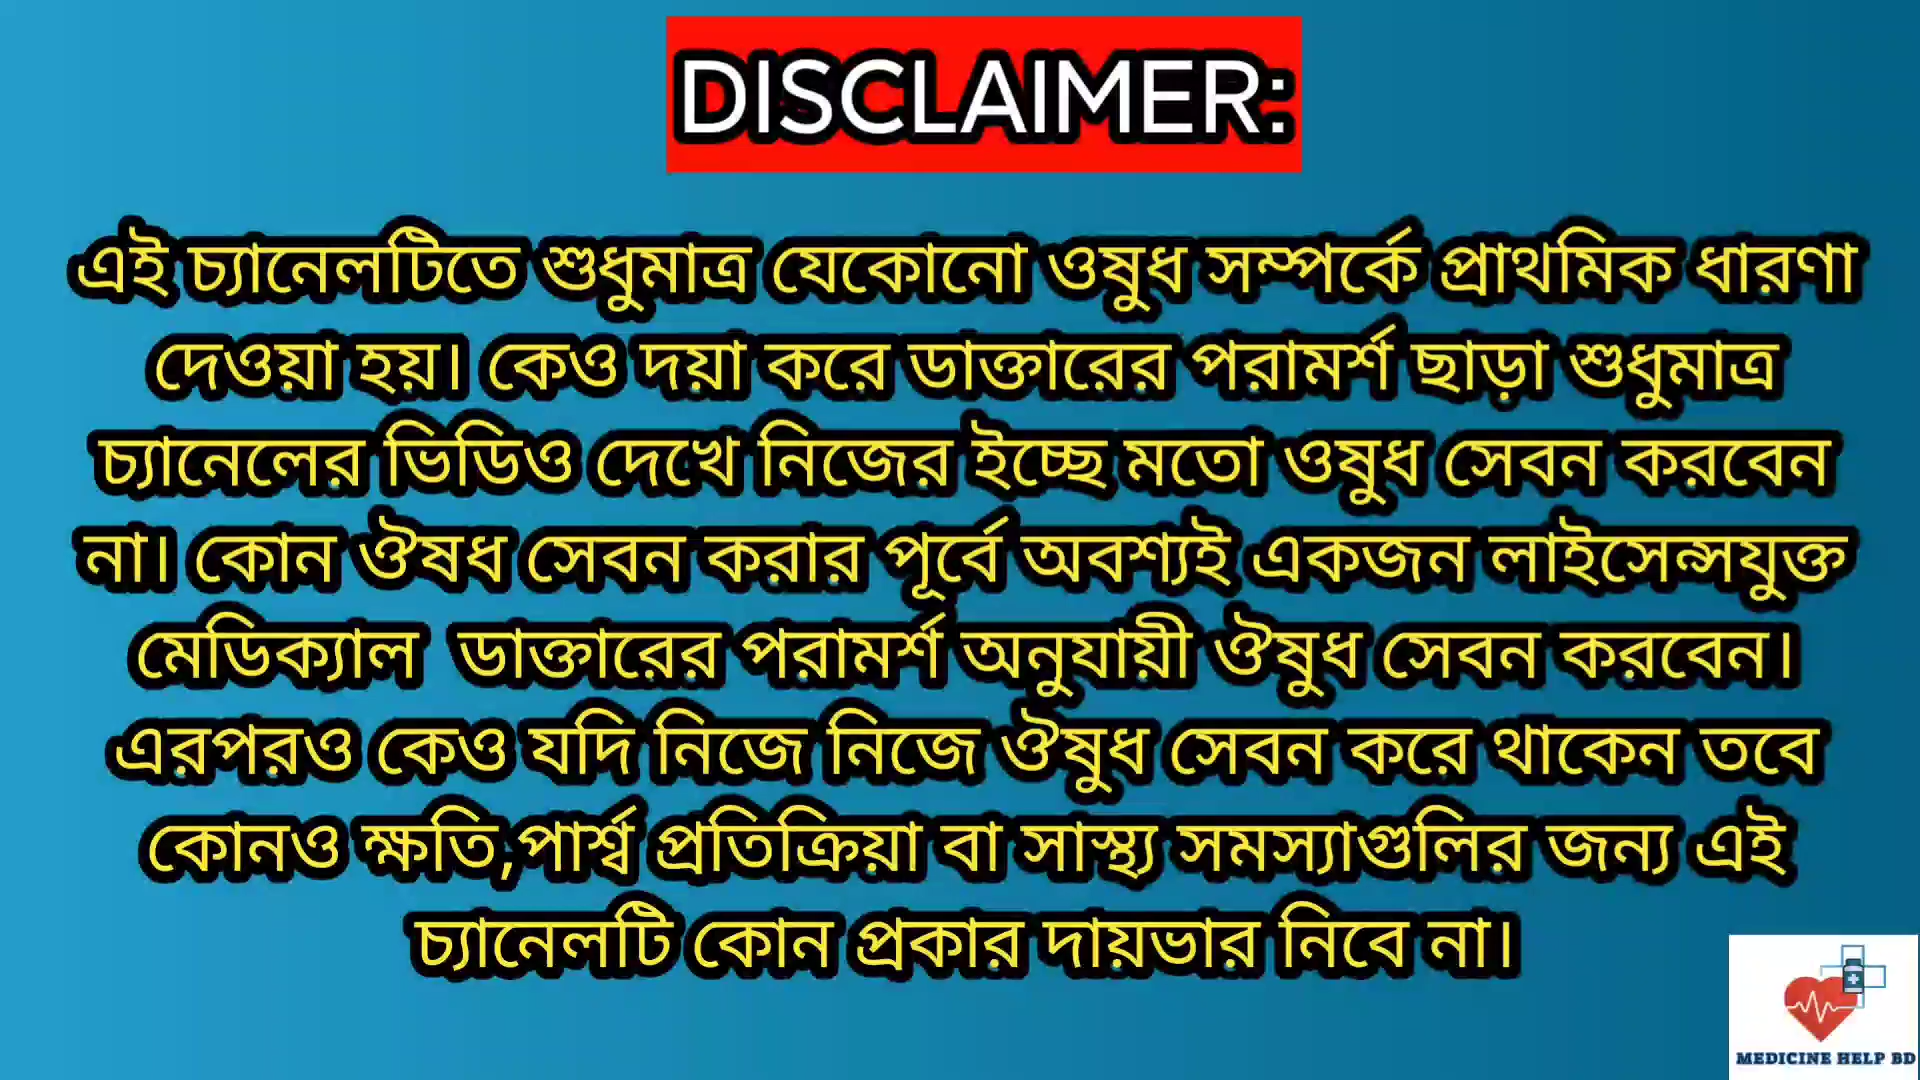 DISCLAIMER:
এই চ্যানেলটিতে শুধুমাত্র যেকোনো ওষুধ সম্পর্কে প্রাথমিক ধারণা
দেওয়া হয়। কেও দয়া করে ডাক্তারের পরামর্শ ছাড়া শুধুমাত্র
চ্যানেলের ভিডিও দেখে নিজের ইচ্ছে মতো ওষুধ সেবন করবেন
না। কোন ঔষধ সেবন করার পূর্বে অবশ্যই একজন লাইসেন্সযুক্ত
মেডিক্যাল  ডাক্তারের পরামর্শ অনুযায়ী ঔষুধ সেবন করবেন।
এরপরও কেও যদি নিজে নিজে ঔষুধ সেবন করে থাকেন তবে
কোনও ক্ষতি,পার্শ্ব প্রতিক্রিয়া বা সাস্থ্য সমস্যাগুলির জন্য এই
চ্যানেলটি কোন প্রকার দায়ভার নিবে না।
MEDICINE HELP BD